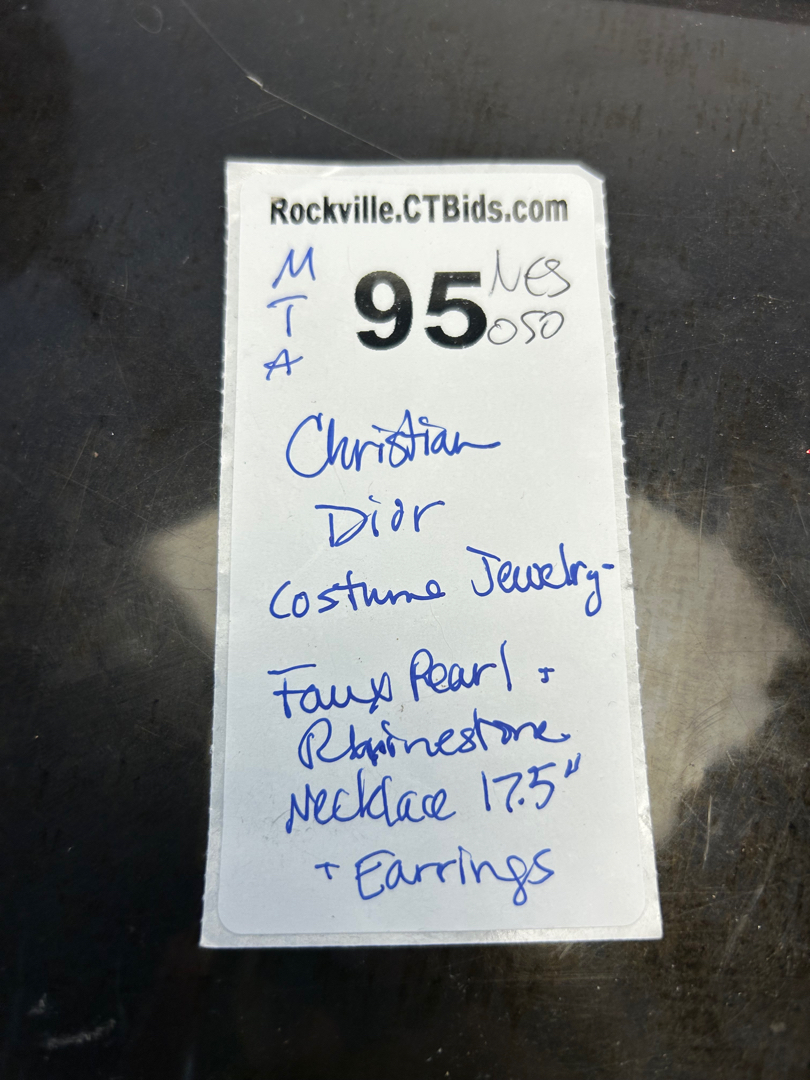 Rockville.CTBids.com
M
T
A
95
NES
050
Christian
Dior
Costume Jewelry-
Faux Pearl +
Rhinestone
Necklace 17.5"
+ Earrings